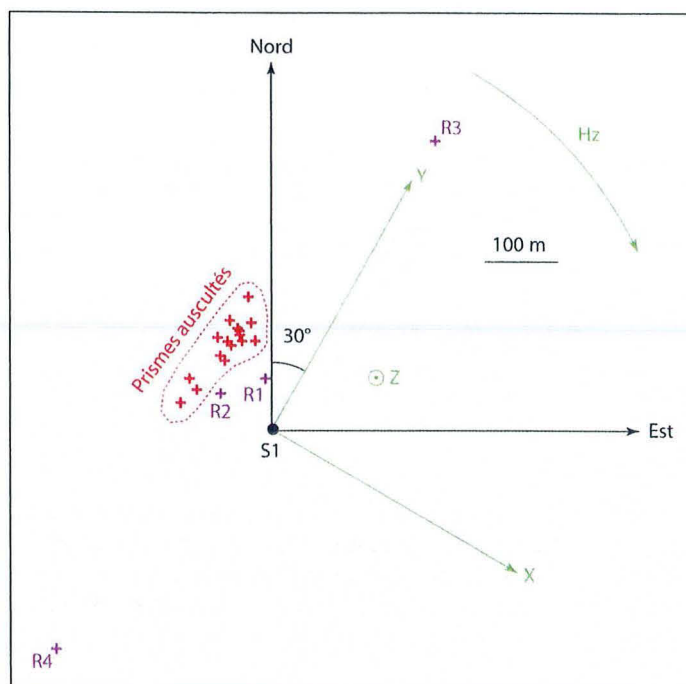 Nord
R3
Hz
Y
100 m
Prismes auscultés
30°
Z
R1
R2
S1
Est
X
R4